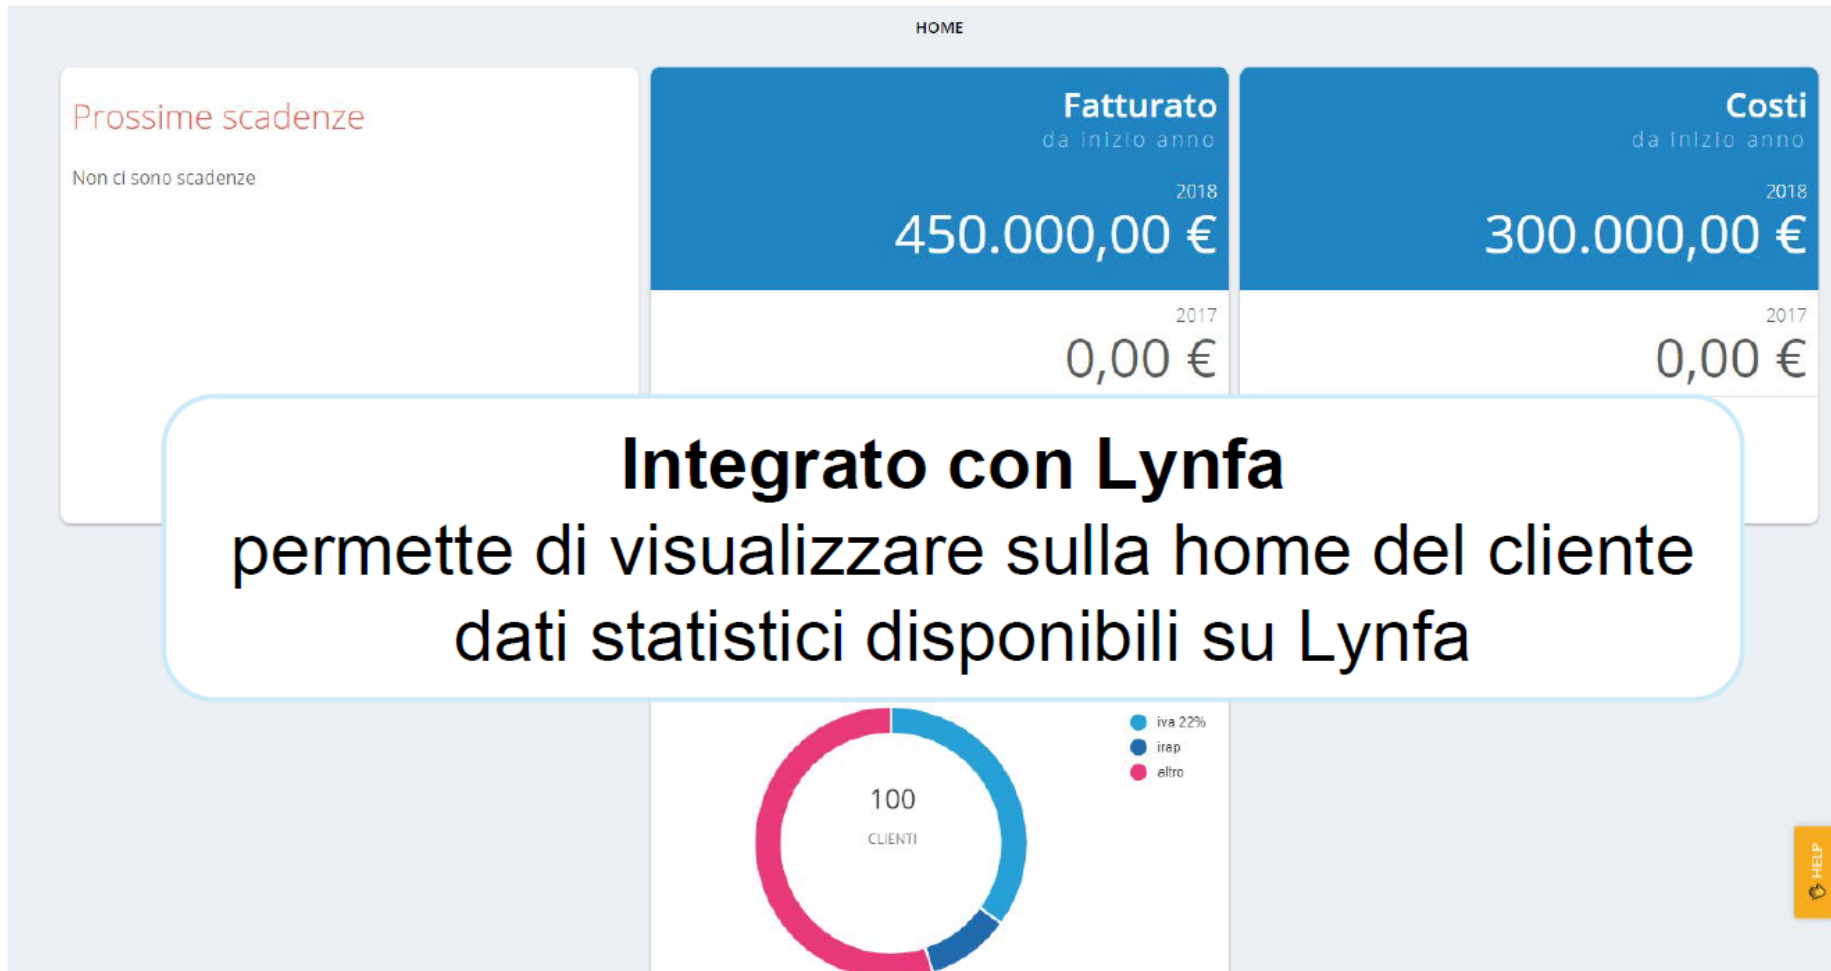 HOME
Prossime scadenze
Non ci sono scadenze
Fatturato
da inizio anno
2018
450.000,00 €
2017
0,00 €
Costi
da inizio anno
2018
300.000,00 €
2017
0,00 €
Integrato con Lynfa
permette di visualizzare sulla home del cliente
dati statistici disponibili su Lynfa
100
CLIENTI
iva 22%
irap
altro
HELP